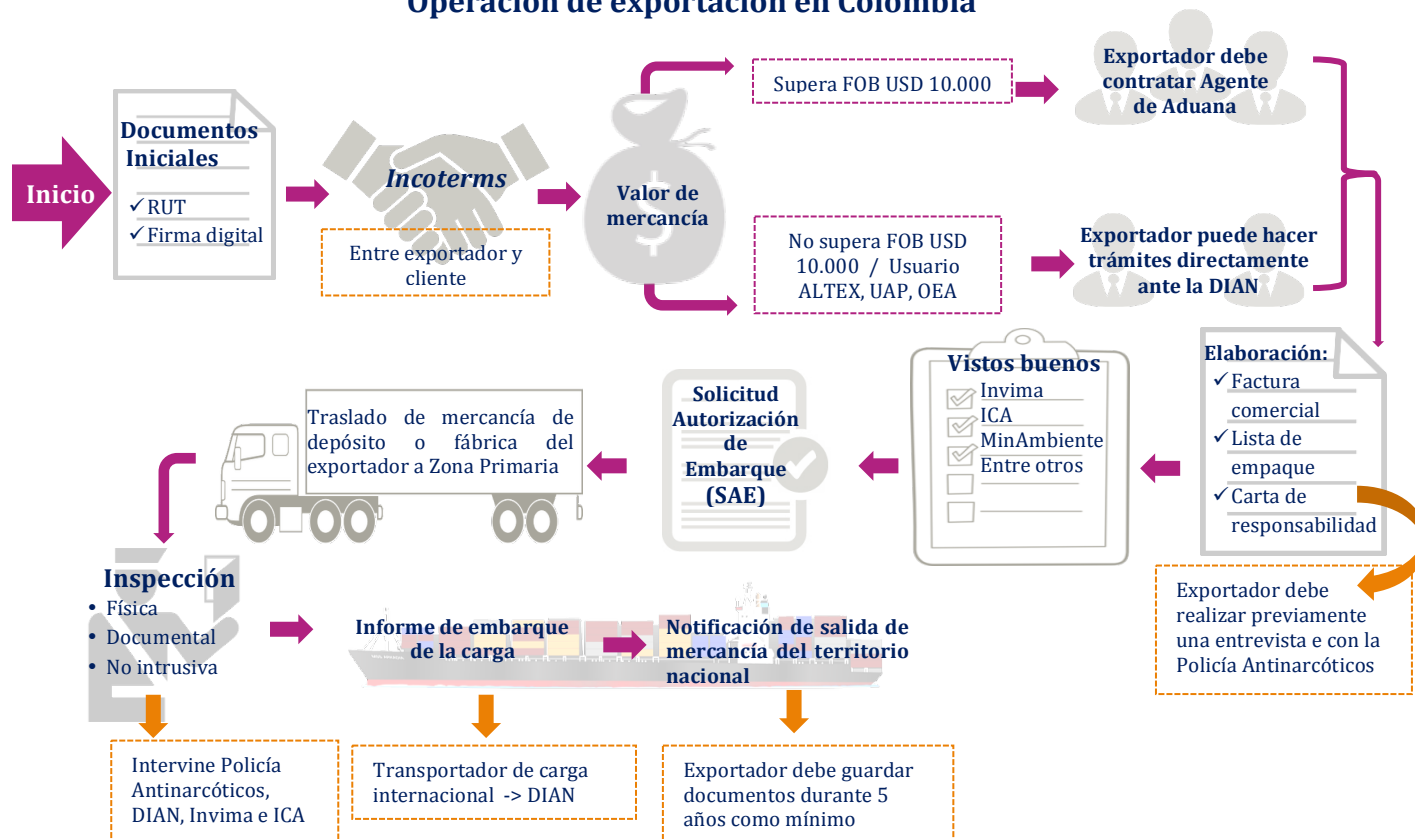 Operación de exportación en Colombia
Inicio
Documentos
Iniciales
✓RUT
✓Firma digital
Incoterms
Entre exportador y
cliente
Valor de
mercancía
Supera FOB USD 10.000
Exportador debe
contratar Agente
de Aduana
No supera FOB USD
10.000 / Usuario
ALTEX, UAP, OEA
Exportador puede hacer
trámites directamente
ante la DIAN
Elaboración:
✓Factura
comercial
✓Lista de
empaque
✓Carta de
responsabilidad
Exportador debe
realizar previamente
una entrevista e con la
Policía Antinarcóticos
Vistos buenos
Invima
ICA
MinAmbiente
Entre otros
Solicitud
Autorización
de
Embarque
(SAE)
Traslado de mercancía de
depósito o fábrica del
exportador a Zona Primaria
Inspección
• Física
• Documental
• No intrusiva
Intervine Policía
Antinarcóticos,
DIAN, Invima e ICA
Informe de embarque
de la carga
Transportador de carga
internacional -> DIAN
Notificación de salida de
mercancía del territorio
nacional
Exportador debe guardar
documentos durante 5
años como mínimo